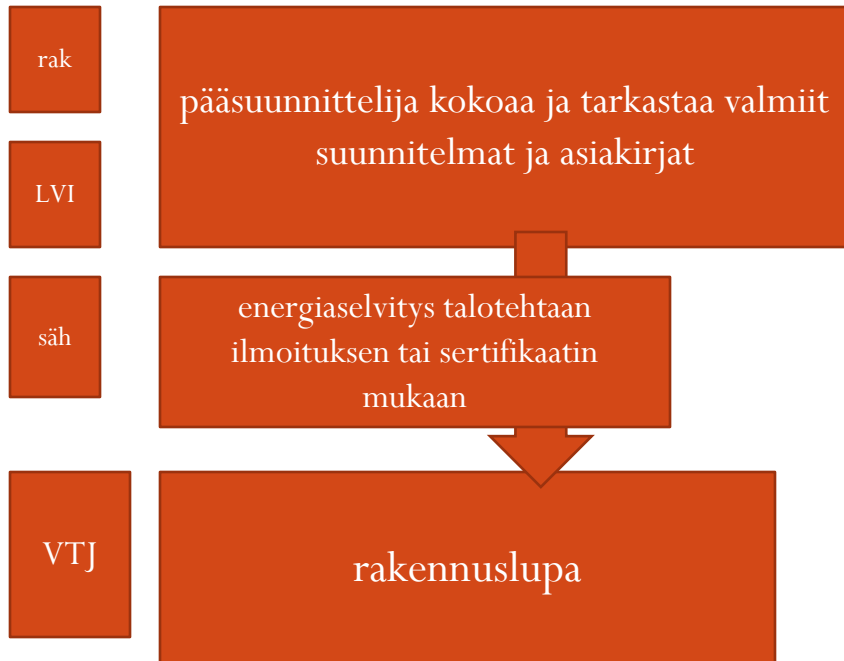 rak
pääsuunnittelija kokoaa ja tarkastaa valmiit
suunnitelmat ja asiakirjat
LVI
säh
energiaselvitys talotehtaan
ilmoituksen tai sertifikaatin
mukaan
VTJ
rakennuslupa